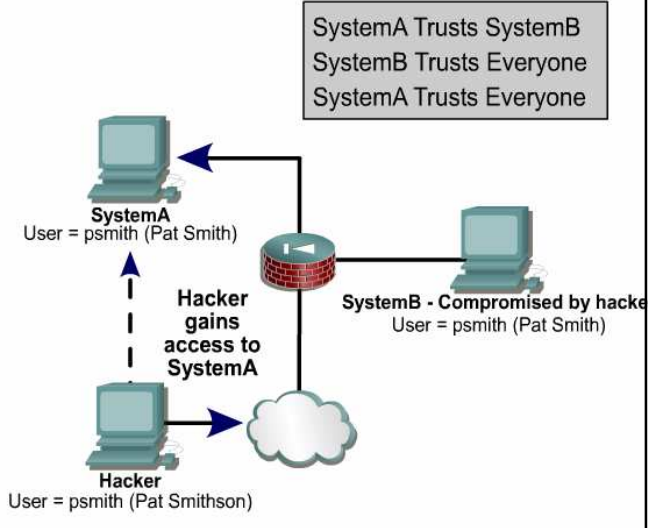 SystemA Trusts SystemB
SystemB Trusts Everyone
SystemA Trusts Everyone
SystemA
User = psmith (Pat Smith)
Hacker
gains
access to
SystemA
SystemB - Compromised by hacke
User = psmith (Pat Smith)
Hacker
User = psmith (Pat Smithson)